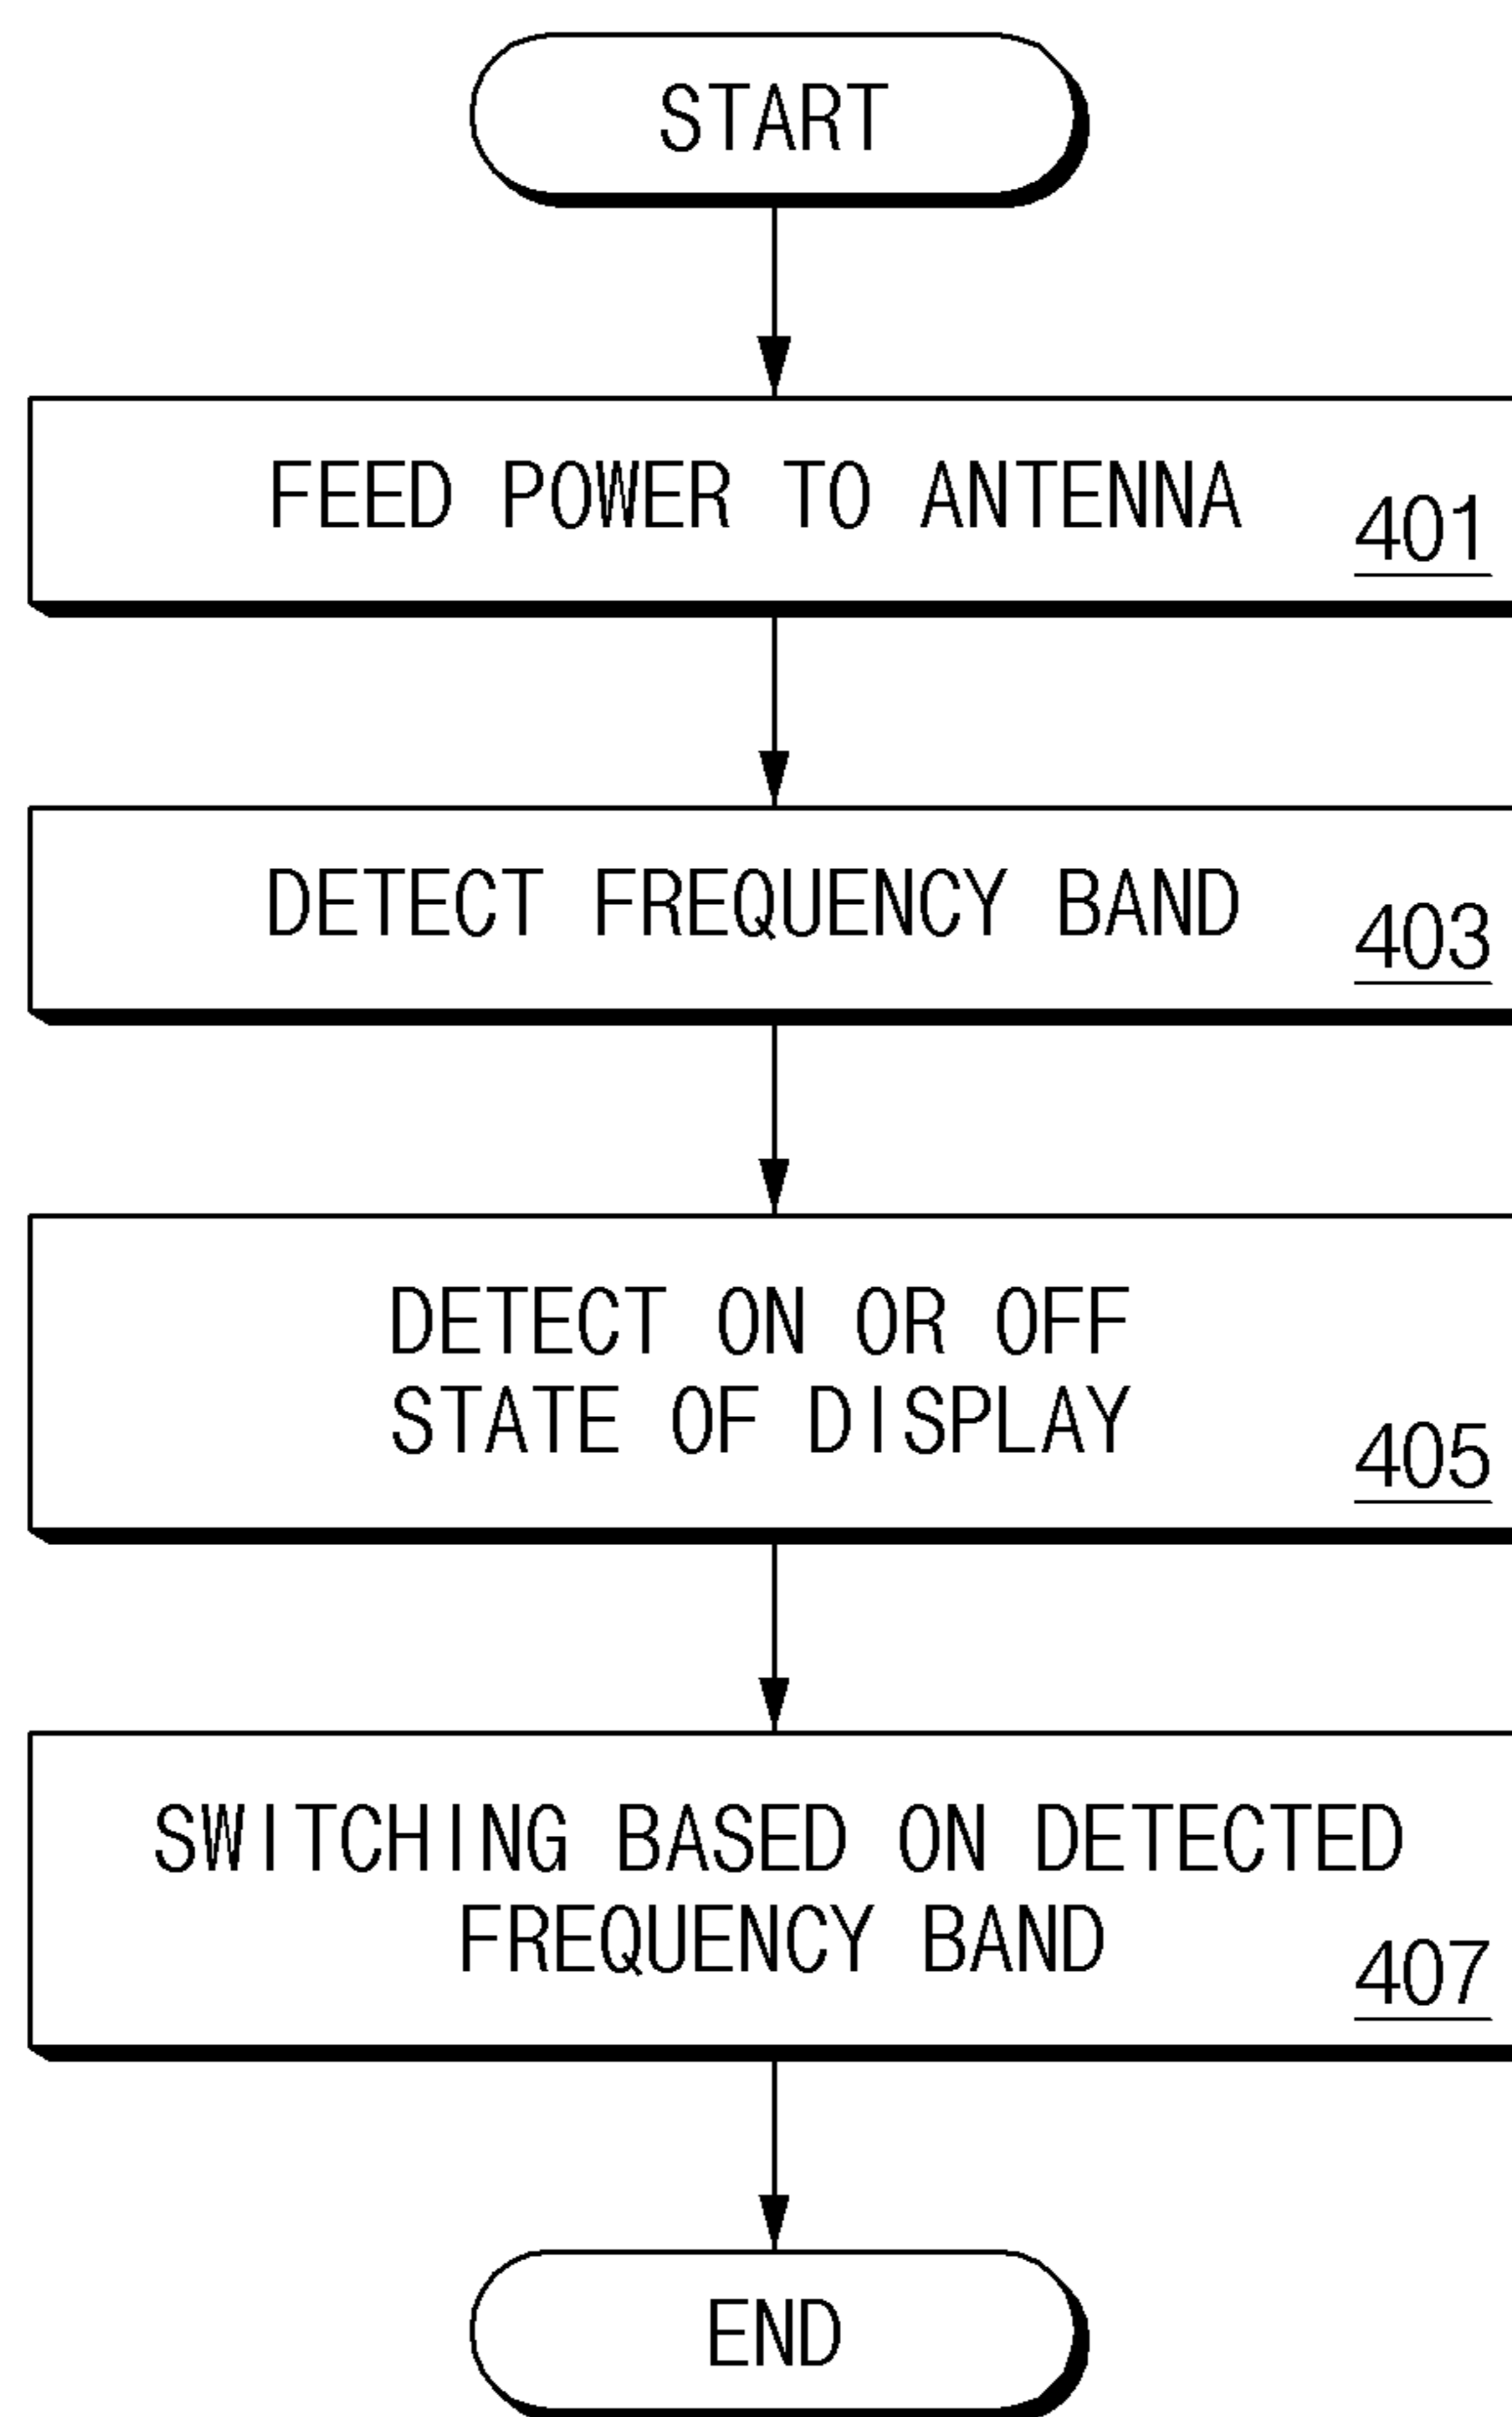 START
FEED POWER TO ANTENNA
401
DETECT FREQUENCY BAND
403
DETECT ON OR OFF
STATE OF DISPLAY
405
SWITCHING BASED ON DETECTED
FREQUENCY BAND
407
END